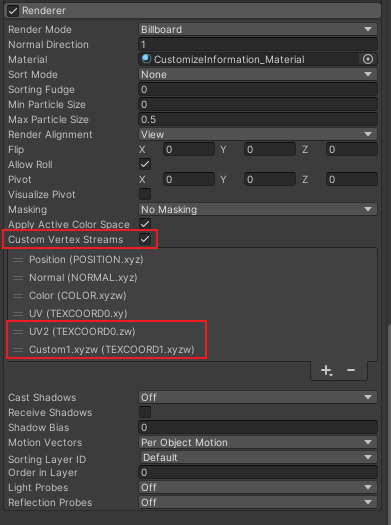 Renderer
Render Mode Billboard
Normal Direction 1
Material CustomizeInformation_Material
Sort Mode None
Sorting Fudge 0
Min Particle Size 0
Max Particle Size 0.5
Render Alignment View
Flip X 0 Y 0 Z 0
Allow Roll
Pivot X 0 Y 0 Z 0
Visualize Pivot
Masking No Masking
Apply Active Color Space
Custom Vertex Streams
Position (POSITION.xyz)
Normal (NORMAL.xyz)
Color (COLOR.xyzw)
UV (TEXCOORD0.xy)
UV2 (TEXCOORD0.zw)
Custom1.xyzw (TEXCOORD1.xyzw)
Cast Shadows Off
Receive Shadows
Shadow Bias 0
Motion Vectors Per Object Motion
Sorting Layer ID Default
Order in Layer 0
Light Probes Off
Reflection Probes Off